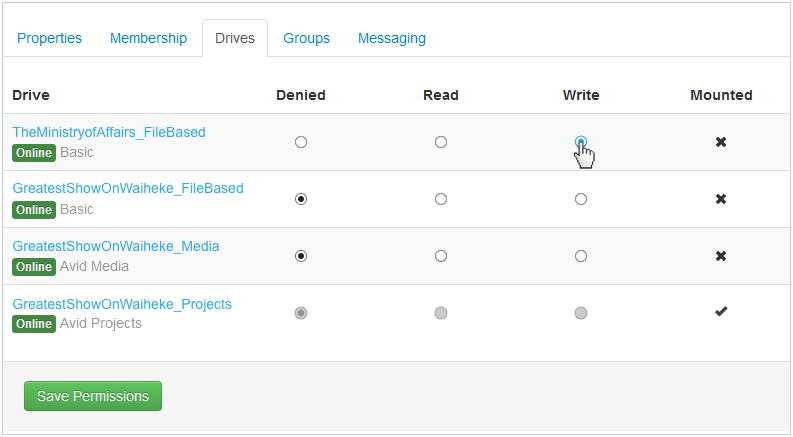 Properties Membership Drives Groups Messaging
Drive Denied Read Write Mounted
TheMinistryofAffairs_FileBased
Online Basic
GreatestShowOnWaiheke_FileBased
Online Basic
GreatestShowOnWaiheke_Media
Online Avid Media
GreatestShowOnWaiheke_Projects
Online Avid Projects
Save Permissions